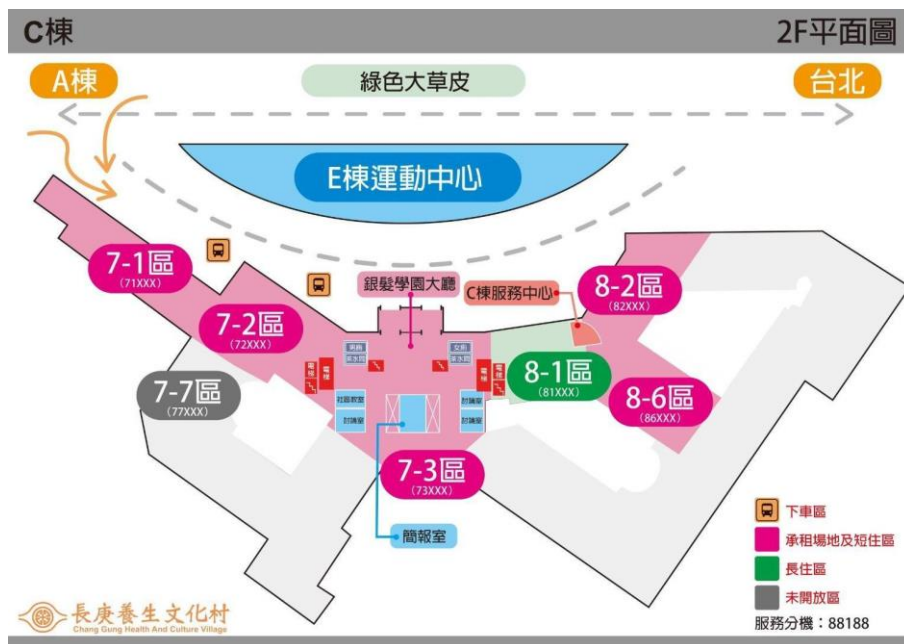 C棟
2F平面圖
A棟
綠色大草皮
台北
E棟運動中心
7-1區
(71XXX)
銀髮學園大廳
C棟服務中心
8-2區
(82XXX)
7-2區
(72XXX)
男廁
茶水間
女廁
茶水間
電梯
電梯
電梯
電梯
7-7區
(77XXX)
8-1區
(81XXX)
8-6區
(86XXX)
社區教室
討論室
討論室
討論室
7-3區
(73XXX)
簡報室
下車區
承租場地及短住區
長住區
未開放區
服務分機：88188
長庚養生文化村
Chang Gung Health And Culture Village